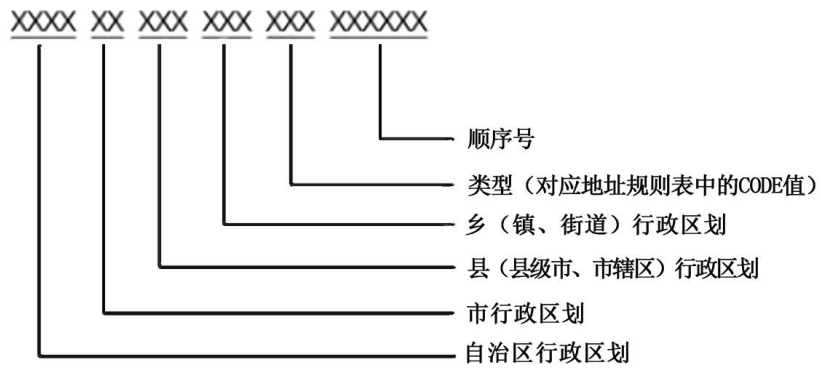 XXXX XX XXX XXX XXX XXXXXX
顺序号
类型（对应地址规则表中的CODE值）
乡（镇、街道）行政区划
县（县级市、市辖区）行政区划
市行政区划
自治区行政区划